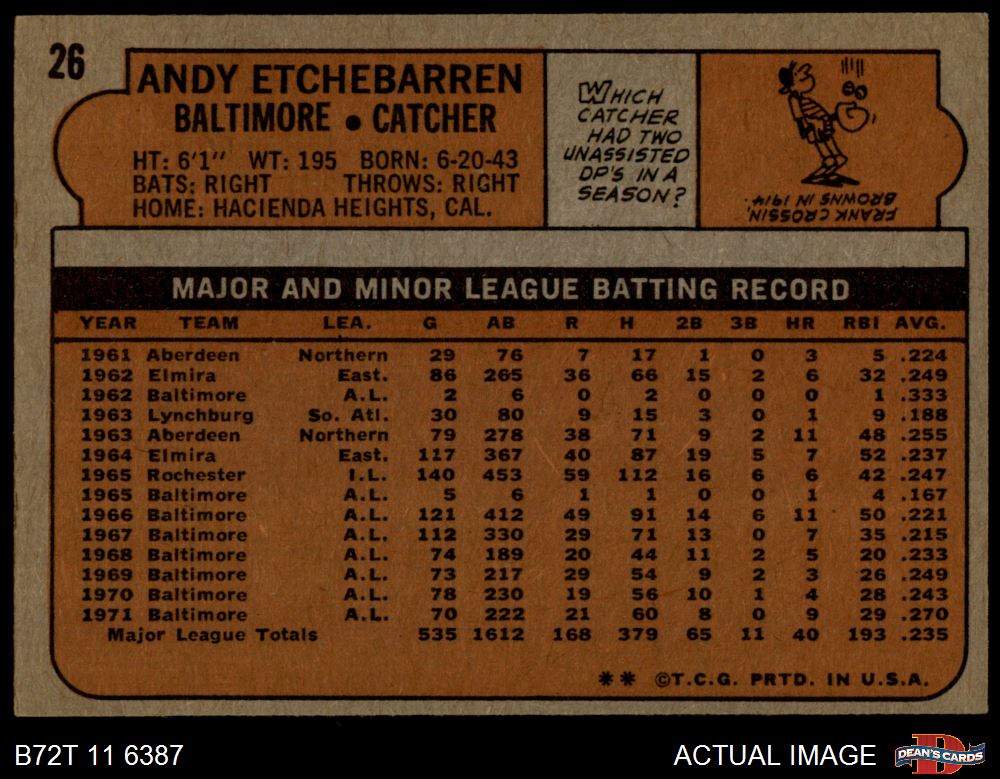 26
ANDY ETCHEBARREN
BALTIMORE • CATCHER
HT: 6'1" WT: 195 BORN: 6-20-43
BATS: RIGHT THROWS: RIGHT
HOME: HACIENDA HEIGHTS, CAL.
WHICH
CATCHER
HAD TWO
UNASSISTED
DP'S IN A
SEASON?
FRANK CROSSIN,
BROWNS IN 1914.
MAJOR AND MINOR LEAGUE BATTING RECORD
YEAR TEAM LEA. G AB R H 2B 3B HR RBI AVG.
1961 Aberdeen Northern 29 76 7 17 1 0 3 5 .224
1962 Elmira East. 86 265 36 66 15 2 6 32 .249
1962 Baltimore A.L. 2 6 0 2 0 0 0 1 .333
1963 Lynchburg So. Atl. 30 80 9 15 3 0 1 9 .188
1963 Aberdeen Northern 79 278 38 71 9 2 11 48 .255
1964 Elmira East. 117 367 40 87 19 5 7 52 .237
1965 Rochester I.L. 140 453 59 112 16 6 6 42 .247
1965 Baltimore A.L. 5 6 1 1 0 0 1 4 .167
1966 Baltimore A.L. 121 412 49 91 14 6 11 50 .221
1967 Baltimore A.L. 112 330 29 71 13 0 7 35 .215
1968 Baltimore A.L. 74 189 20 44 11 2 5 20 .233
1969 Baltimore A.L. 73 217 29 54 9 2 3 26 .249
1970 Baltimore A.L. 78 230 19 56 10 1 4 28 .243
1971 Baltimore A.L. 70 222 21 60 8 0 9 29 .270
Major League Totals 535 1612 168 379 65 11 40 193 .235
** ©T.C.G. PRTD. IN U.S.A.
B72T 11 6387
ACTUAL IMAGE
DEAN'S CARDS